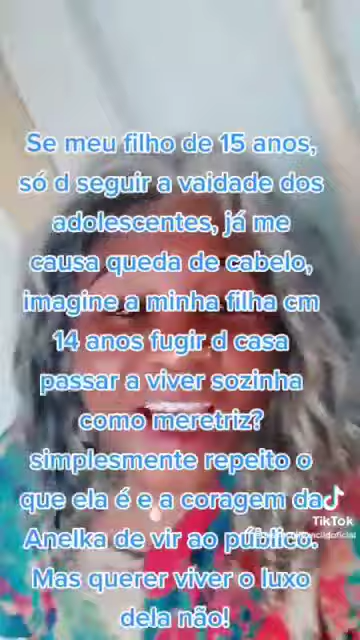 Se meu filho de 15 anos,
só d seguir a vaidade dos
adolescentes, já me
causa queda de cabelo,
imagine a minha filha cm
14 anos fugir d casa
passar a viver sozinha
como meretriz?
simplesmente repeito o
que ela é e a coragem da
TikTok
Anelka de vir ao público.
Mas querer viver o luxo
dela não!